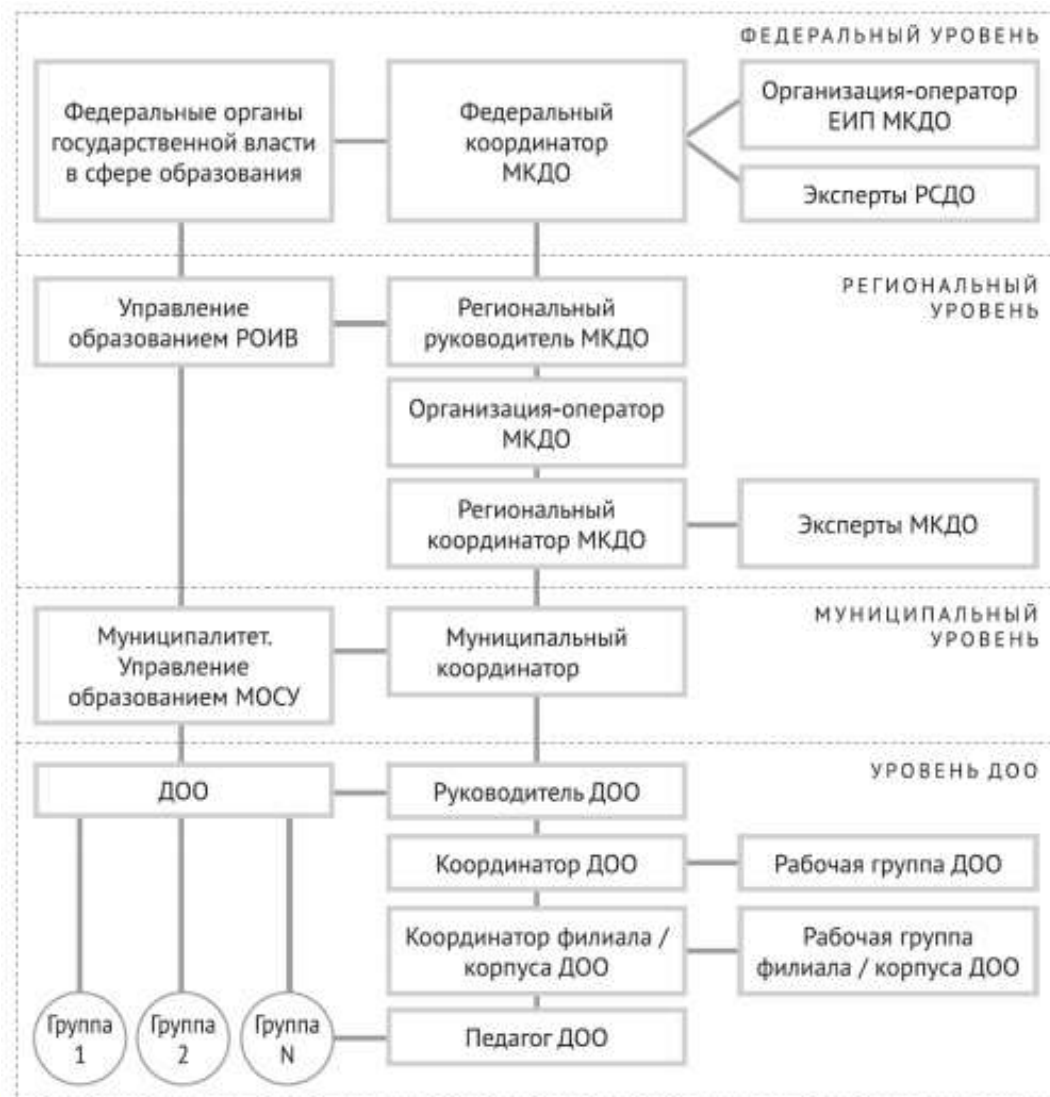 ФЕДЕРАЛЬНЫЙ УРОВЕНЬ
Федеральные органы
государственной власти
в сфере образования
Федеральный
координатор
МКДО
Организация-оператор
ЕИП МКДО
Эксперты РСДО
РЕГИОНАЛЬНЫЙ
УРОВЕНЬ
Управление
образованием РОИВ
Региональный
руководитель МКДО
Организация-оператор
МКДО
Региональный
координатор МКДО
Эксперты МКДО
МУНИЦИПАЛЬНЫЙ
УРОВЕНЬ
Муниципалитет.
Управление
образованием МОСУ
Муниципальный
координатор
УРОВЕНЬ ДОО
ДОО
Руководитель ДОО
Координатор ДОО
Рабочая группа ДОО
Координатор филиала /
корпуса ДОО
Рабочая группа
филиала / корпуса ДОО
Группа
1
Группа
2
Группа
N
Педагог ДОО